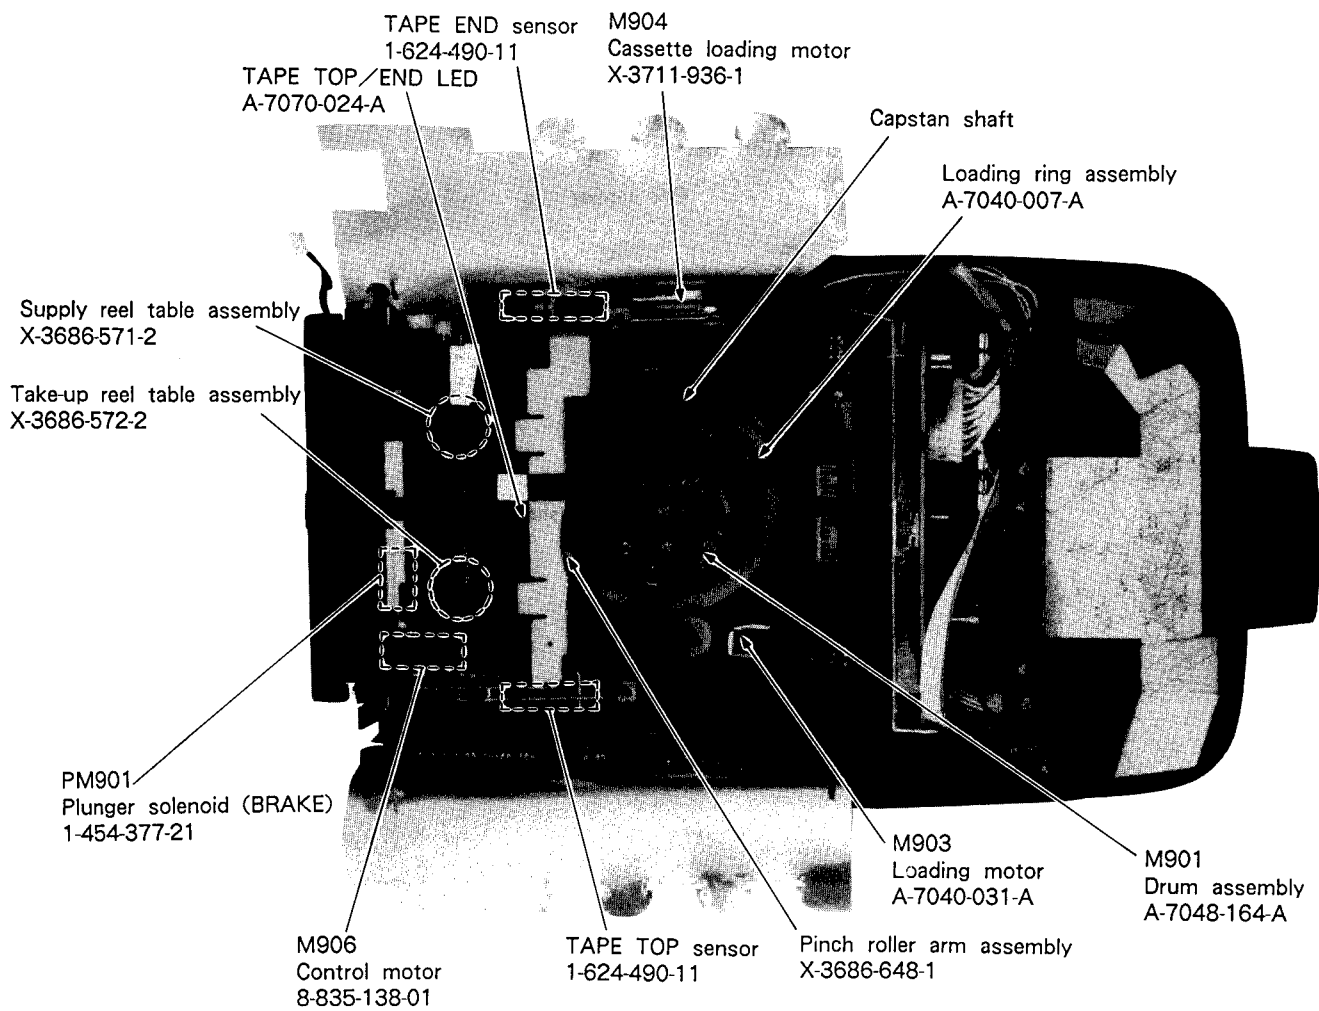 TAPE END sensor
1-624-490-11
M904
Cassette loading motor
X-3711-936-1
TAPE TOP/END LED
A-7070-024-A
Capstan shaft
Loading ring assembly
A-7040-007-A
Supply reel table assembly
X-3686-571-2
Take-up reel table assembly
X-3686-572-2
PM901
Plunger solenoid (BRAKE)
1-454-377-21
M903
Loading motor
A-7040-031-A
M901
Drum assembly
A-7048-164-A
M906
Control motor
8-835-138-01
TAPE TOP sensor
1-624-490-11
Pinch roller arm assembly
X-3686-648-1